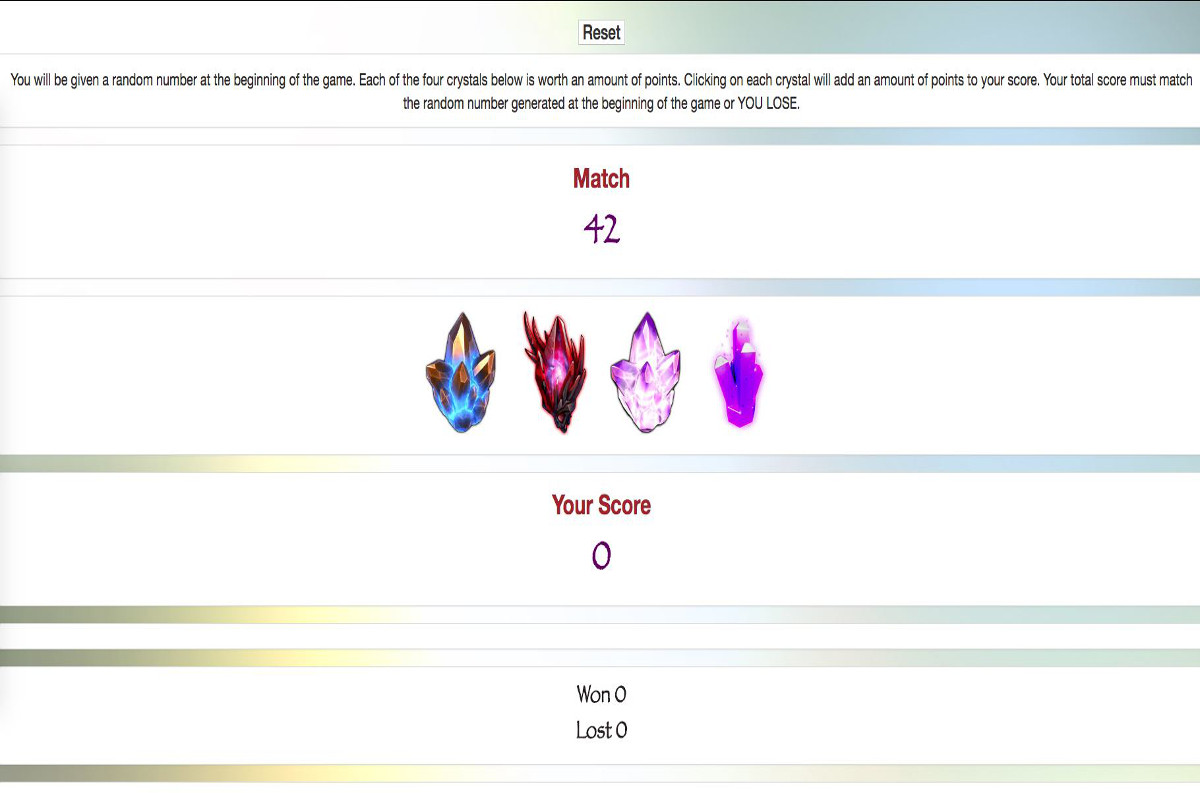 Reset
You will be given a random number at the beginning of the game. Each of the four crystals below is worth an amount of points. Clicking on each crystal will add an amount of points to your score. Your total score must match
the random number generated at the beginning of the game or YOU LOSE.
Match
42
Your Score
0
Won 0
Lost 0